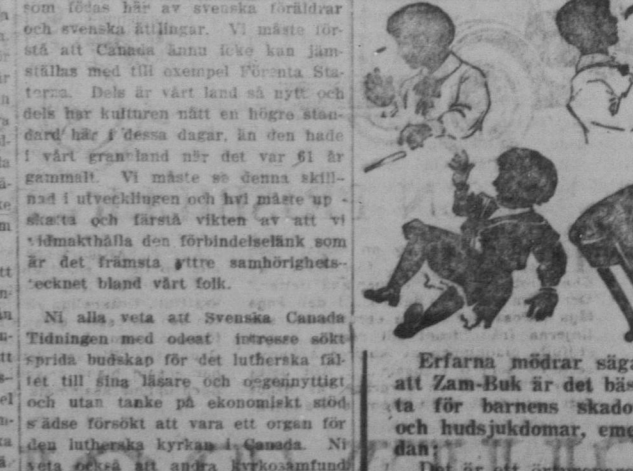 som födas här av svenska föräldrar
och svenska ättlingar. Vi måste för-
stå att Canada ännu icke kan jäm-
ställas med till exempel Förenta Sta-
terna. Dels är vårt land så nytt och
dels har kulturen nått en högre stan-
dard här i dessa dagar, än den hade
i vårt grannland när det var 61 år
gammalt. Vi måste se denna skill-
nad i utvecklingen och hvi måste up-
skatta och färstå vikten av att vi
vidmakthålla den förbindelselänk som
är det främsta yttre samhörighets-
tecknet bland vårt folk.
Ni alla veta att Svenska Canada
Tidningen med odeat intresse sökt
sprida budskap för det lutherska fäl-
tet till sina läsare och oegennyttigt
och utan tanke på ekonomiskt stöd
städse försökt att vara ett organ för
den lutherska kyrkan i Canada. Ni
veta också att andra kyrkosamfund
Erfarna mödrar säga
att Zam-Buk är det bäs
ta för barnens skado
och hudsjukdomar, eme
dan:
Det är